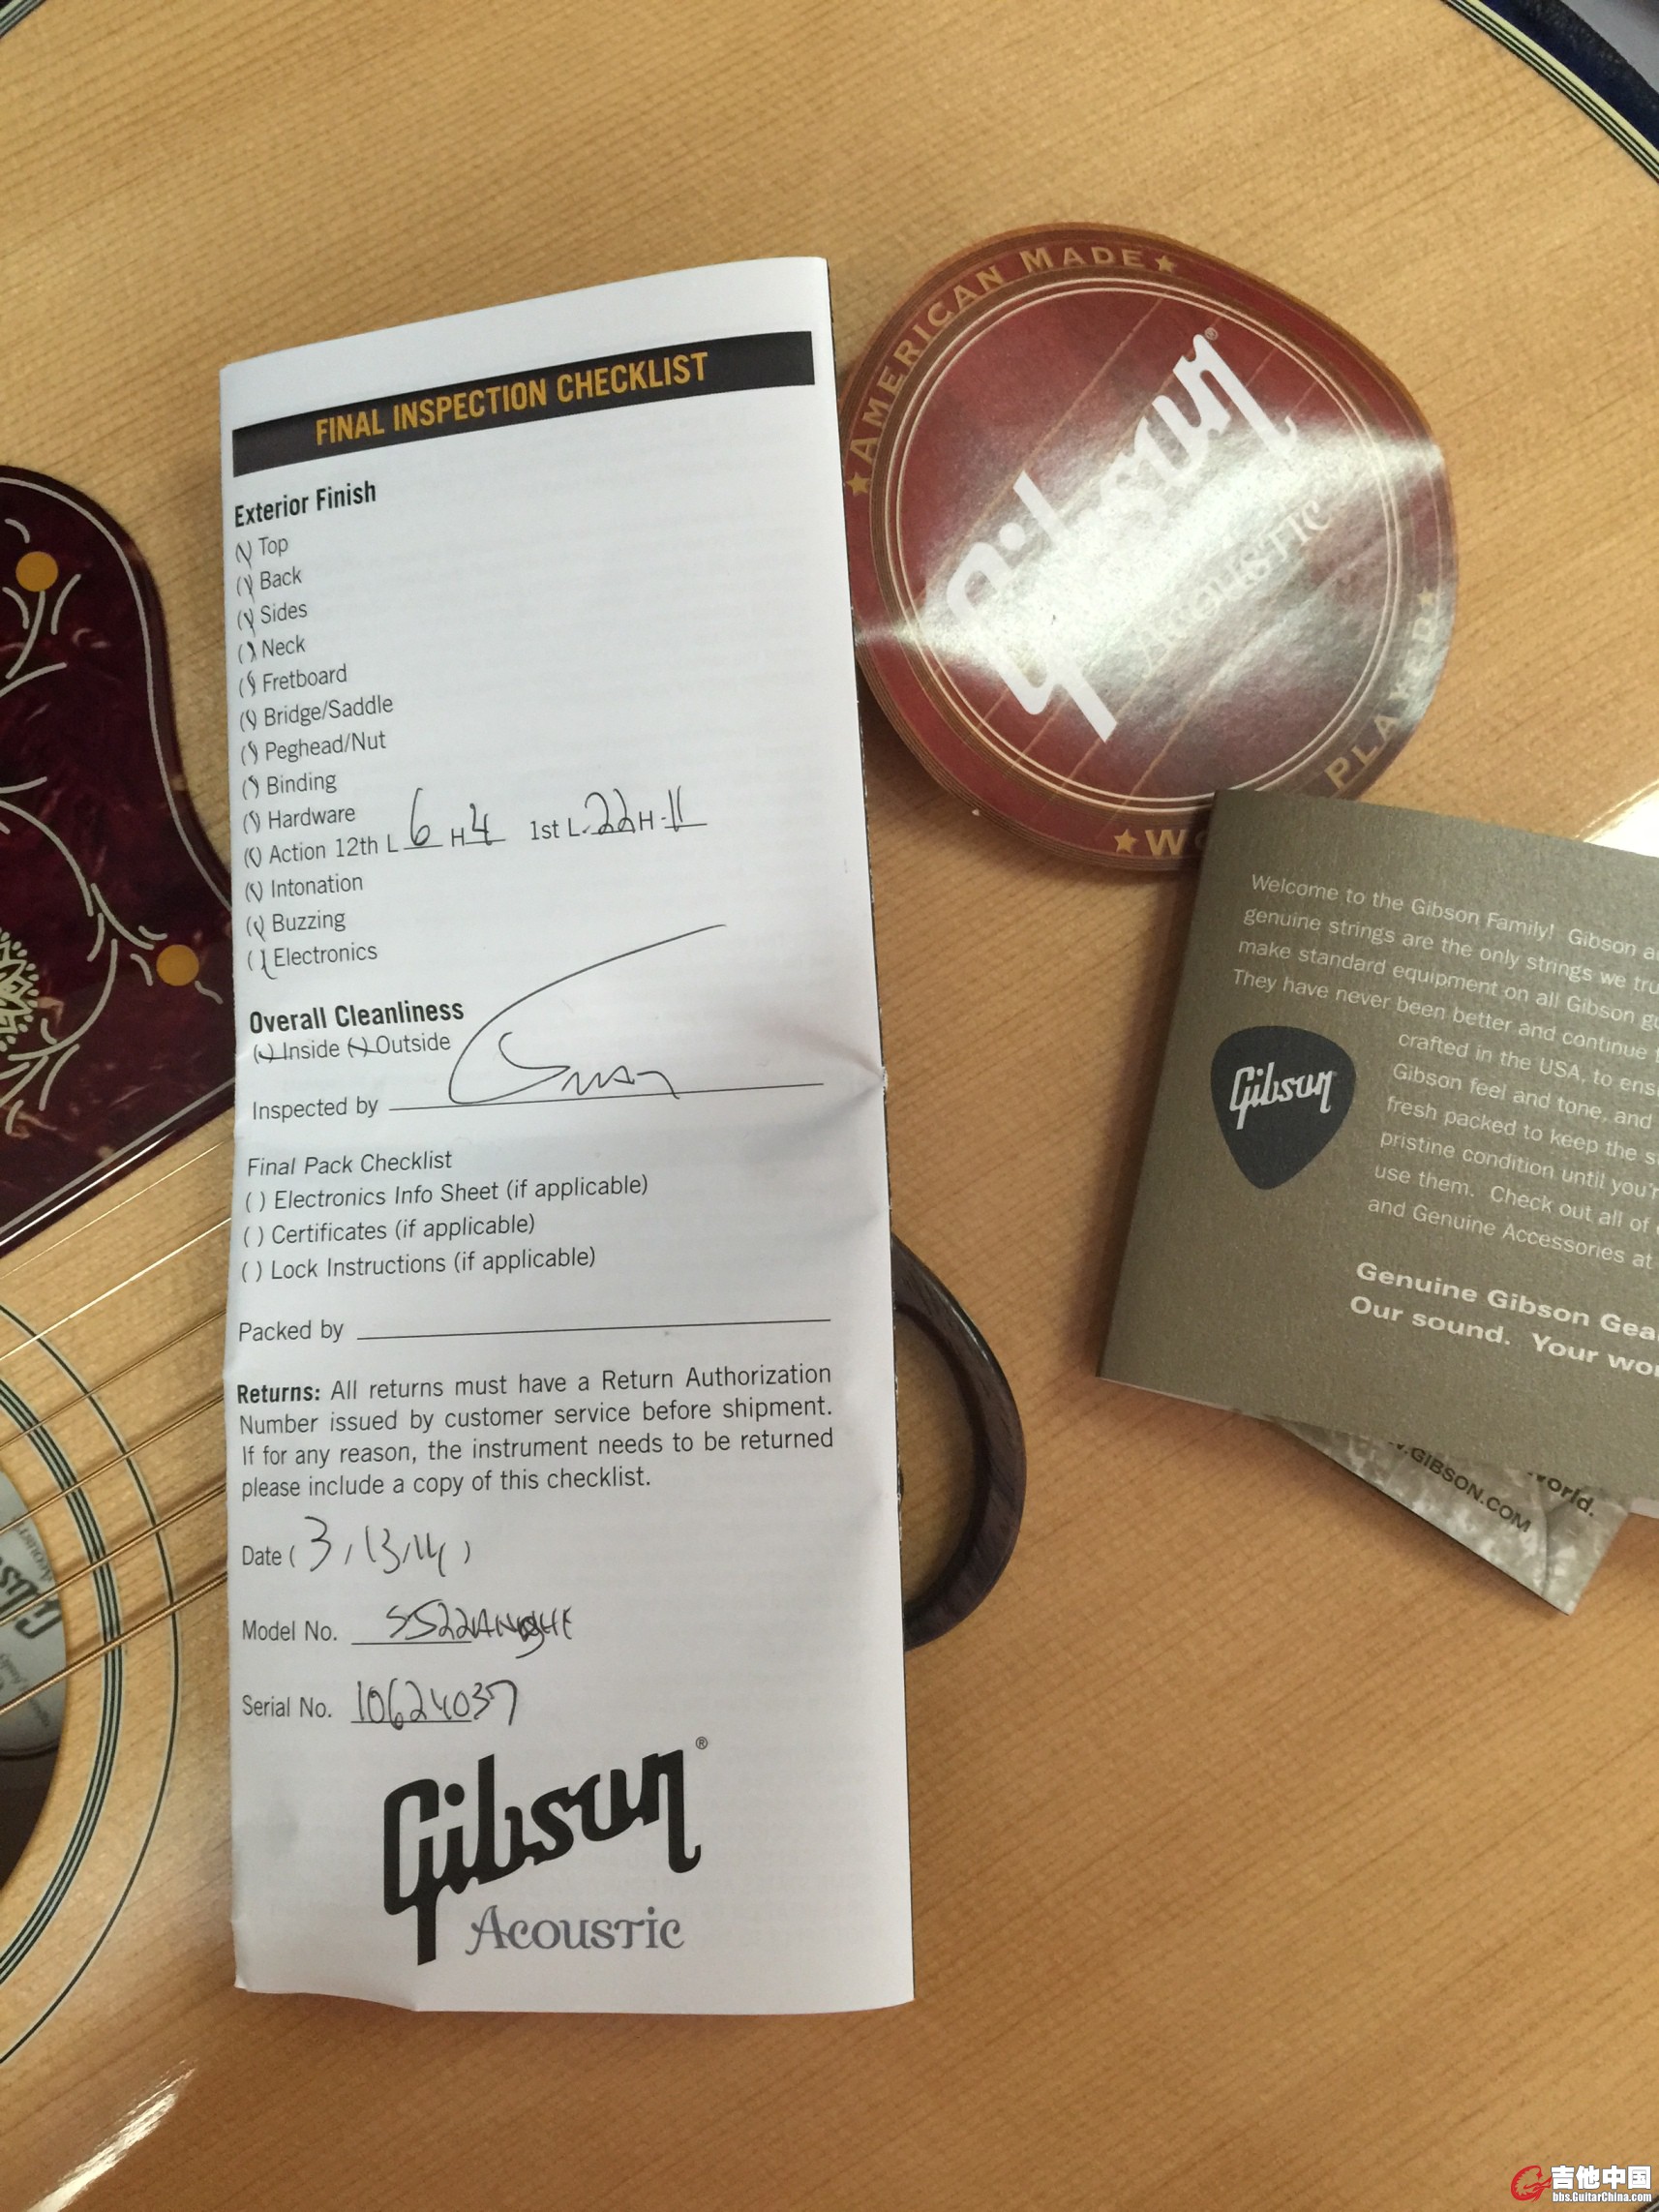 FINAL INSPECTION CHECKLIST
Exterior Finish
(\) Top
(\) Back
(\) Sides
(\) Neck
(\) Fretboard
(\) Bridge/Saddle
(\) Peghead/Nut
(\) Binding
(\) Hardware
(\) Action 12th L 6 H 4 1st L-22 H-11
(\) Intonation
(\) Buzzing
(\) Electronics
Overall Cleanliness
(\) Inside (\) Outside
Inspected by
Final Pack Checklist
( ) Electronics Info Sheet (if applicable)
( ) Certificates (if applicable)
( ) Lock Instructions (if applicable)
Packed by
Returns: All returns must have a Return Authorization
Number issued by customer service before shipment.
If for any reason, the instrument needs to be returned
please include a copy of this checklist.
Date ( 3 / 13 / 14 )
Model No. SS22ANGHE
Serial No. 10624037
Gibson®
Acoustic
★ AMERICAN MADE ★
Gibson®
ACOUSTIC
PLAYED ★
★ WO
Welcome to the Gibson Family! Gibson
genuine strings are the only strings we
make standard equipment on all Gibson
They have never been better and continue
crafted in the USA, to
Gibson feel and tone, and
fresh packed to keep the
pristine condition until
use them. Check out all of
and Genuine Accessories at
Gibson
Genuine Gibson
Our sound. Your
World.
.GIBSON.COM
Gibson
吉他中国
bbs.GuitarChina.com